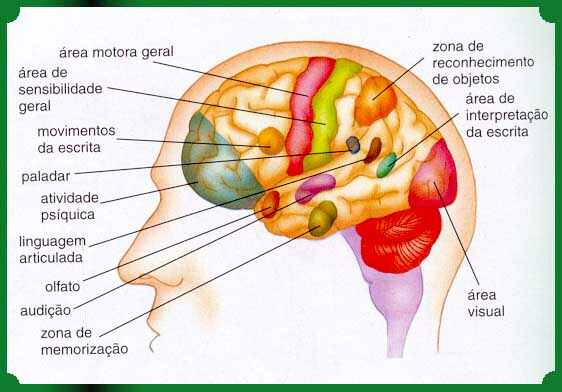 área motora geral
área de
sensibilidade
geral
movimentos
da escrita
paladar
atividade
psíquica
linguagem
articulada
olfato
audição
zona de
memorização
zona de
reconhecimento
de objetos
área de
interpretação
da escrita
área
visual